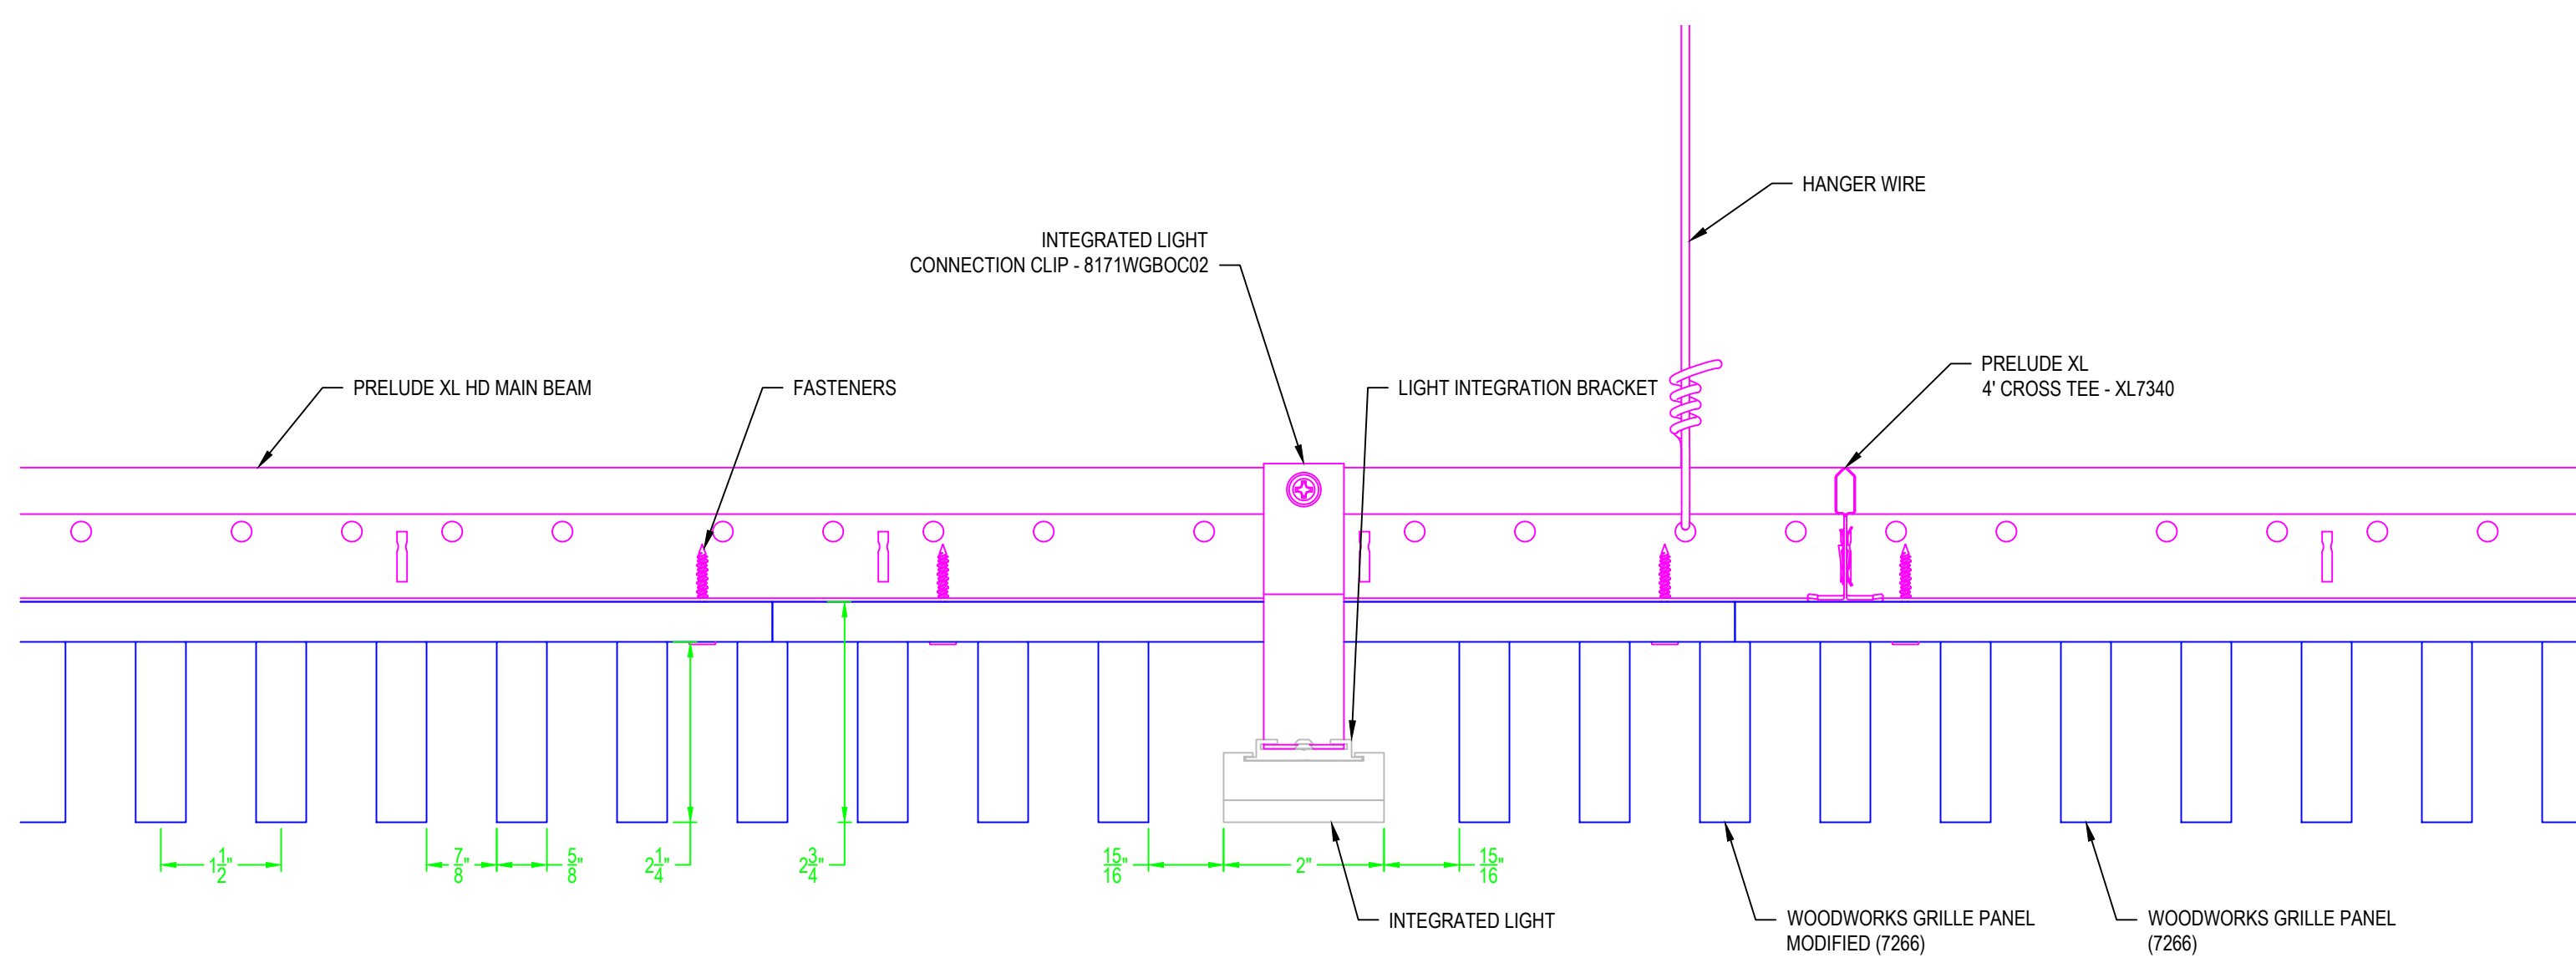 HANGER WIRE
INTEGRATED LIGHT
CONNECTION CLIP - 8171WGBOC02
PRELUDE XL HD MAIN BEAM
FASTENERS
LIGHT INTEGRATION BRACKET
PRELUDE XL
4' CROSS TEE - XL7340
1 1/2"
7/8"
5/8"
2 1/4"
2 3/4"
15/16"
2"
15/16"
INTEGRATED LIGHT
WOODWORKS GRILLE PANEL
MODIFIED (7266)
WOODWORKS GRILLE PANEL
(7266)